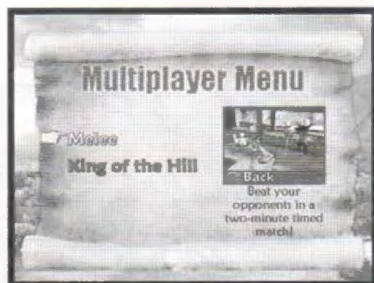 Multiplayer Menu
Melee
King of the Hill
Back
Beat your
opponents in a
two-minute timed
match!